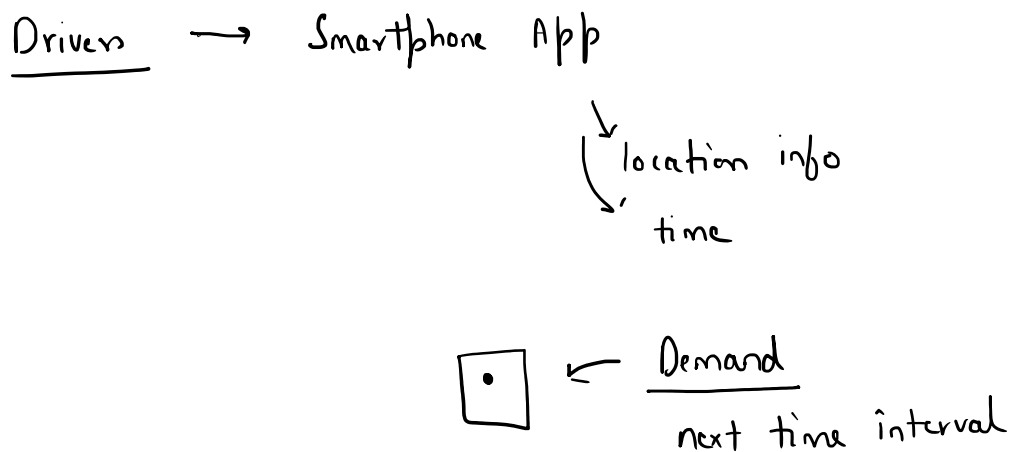 Drivers → Smartphone App
location info
time
Demand
next time interval